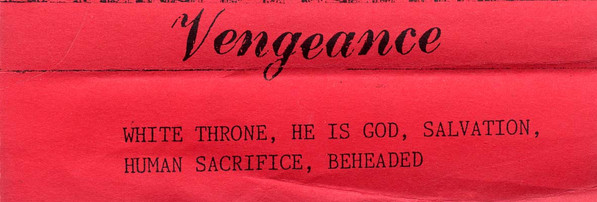 Vengeance
WHITE THRONE, HE IS GOD, SALVATION,
HUMAN SACRIFICE, BEHEADED